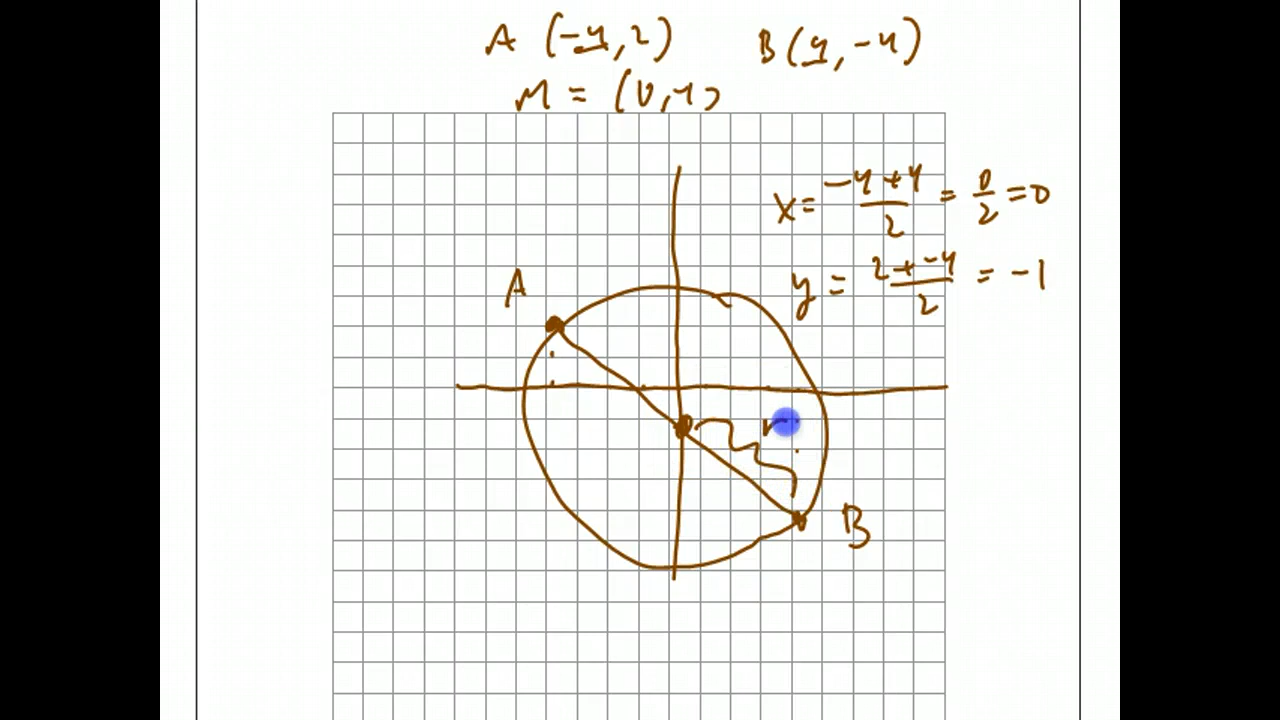 A (-4, 2) B (4, -4)
M = (0, -1)
x = (-4 + 4)/2 = 0/2 = 0
y = (2 + -4)/2 = -1
A
r
B